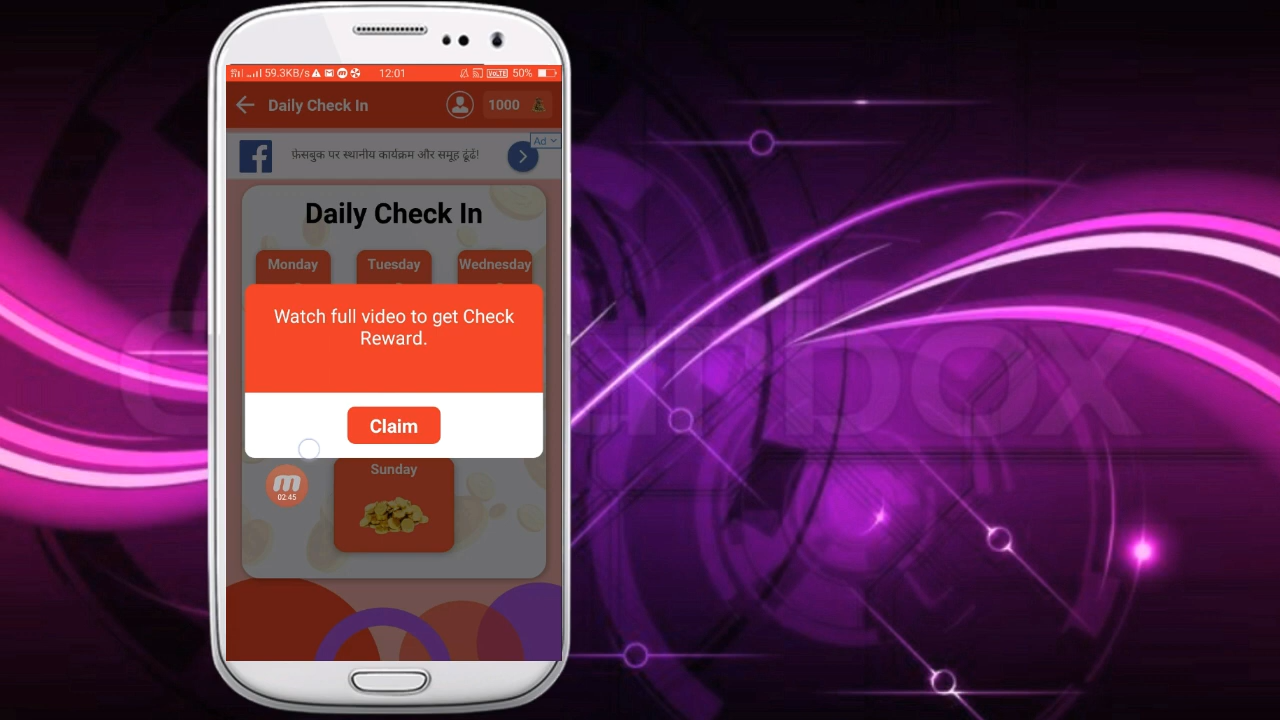 59.3KB/s 12:01 VoLTE 50%
Daily Check In 1000
Ad
फ़ेसबुक पर स्थानीय कार्यक्रम और समूह ढूंढें!
Daily Check In
Monday Tuesday Wednesday
Watch full video to get Check
Reward.
Claim
Sunday
02:45